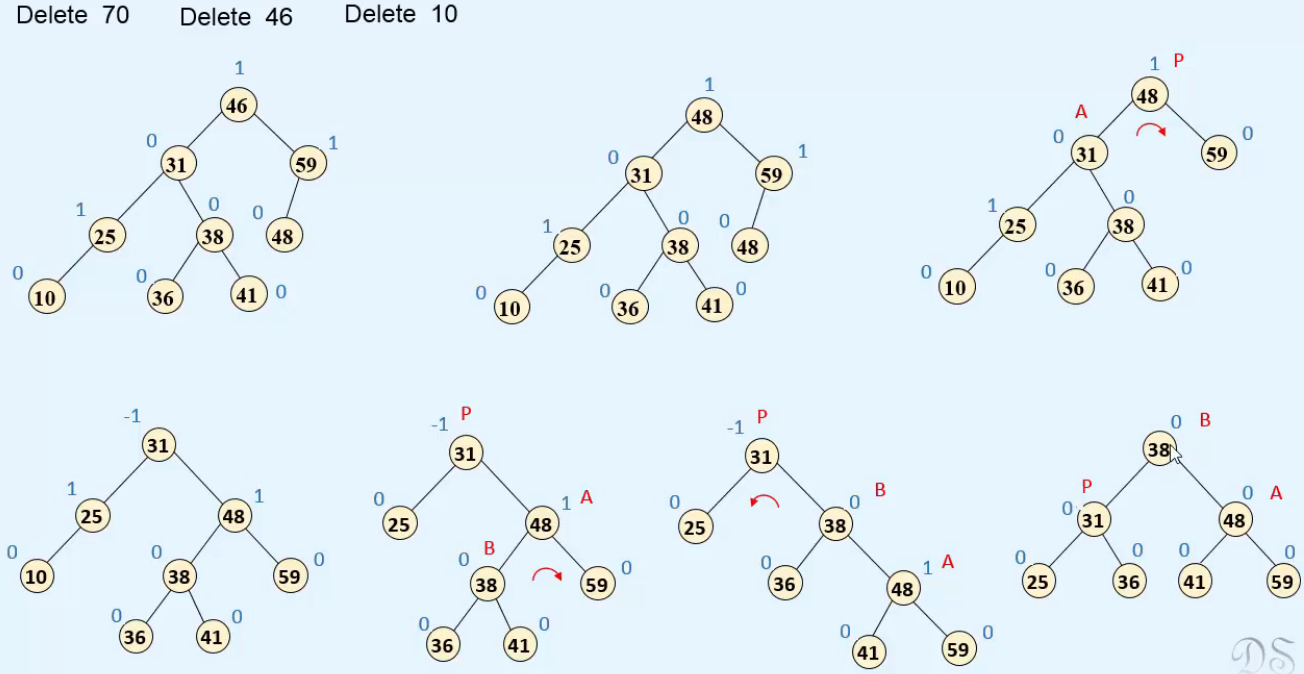 Delete 70 Delete 46 Delete 10
1
46
0 1
31 59
1 0 0
25 38 48
0 0
10 36 41 0
1
48
0 1
31 59
1 0 0
25 38 48
0 0 0
10 36 41
1 P
48
A
0 0
31 59
1 0
25 38
0 0 0
10 36 41
-1
31
1 1
25 48
0 0 0
10 38 59
0 0
36 41
P
-1
31
0 1 A
25 48
B
0 0
38 59
0 0
36 41
P
-1
31
0 0 B
25 38
0 1 A
36 48
0 0
41 59
0 B
38
P A
0 0
31 48
0 0 0 0
25 36 41 59
DS